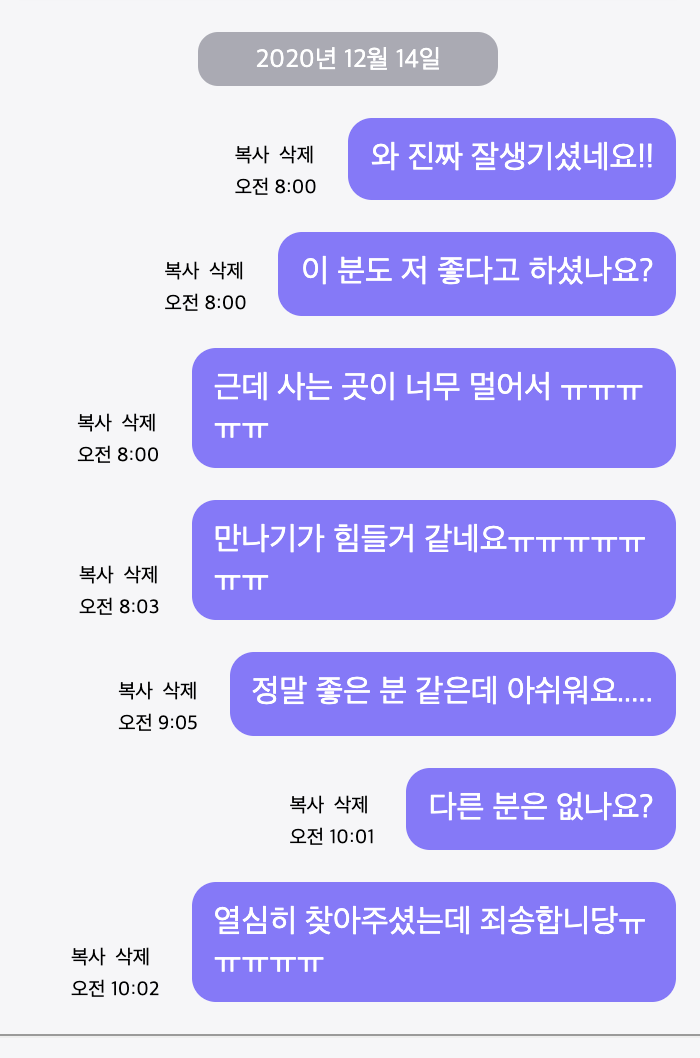 2020년 12월 14일
와 진짜 잘생기셨네요!!
복사 삭제
오전 8:00
이 분도 저 좋다고 하셨나요?
복사 삭제
오전 8:00
근데 사는 곳이 너무 멀어서 ㅠㅠㅠ
ㅠㅠ
복사 삭제
오전 8:00
만나기가 힘들거 같네요ㅠㅠㅠㅠㅠ
ㅠㅠ
복사 삭제
오전 8:03
정말 좋은 분 같은데 아쉬워요.....
복사 삭제
오전 9:05
다른 분은 없나요?
복사 삭제
오전 10:01
열심히 찾아주셨는데 죄송합니당ㅠ
ㅠㅠㅠㅠ
복사 삭제
오전 10:02